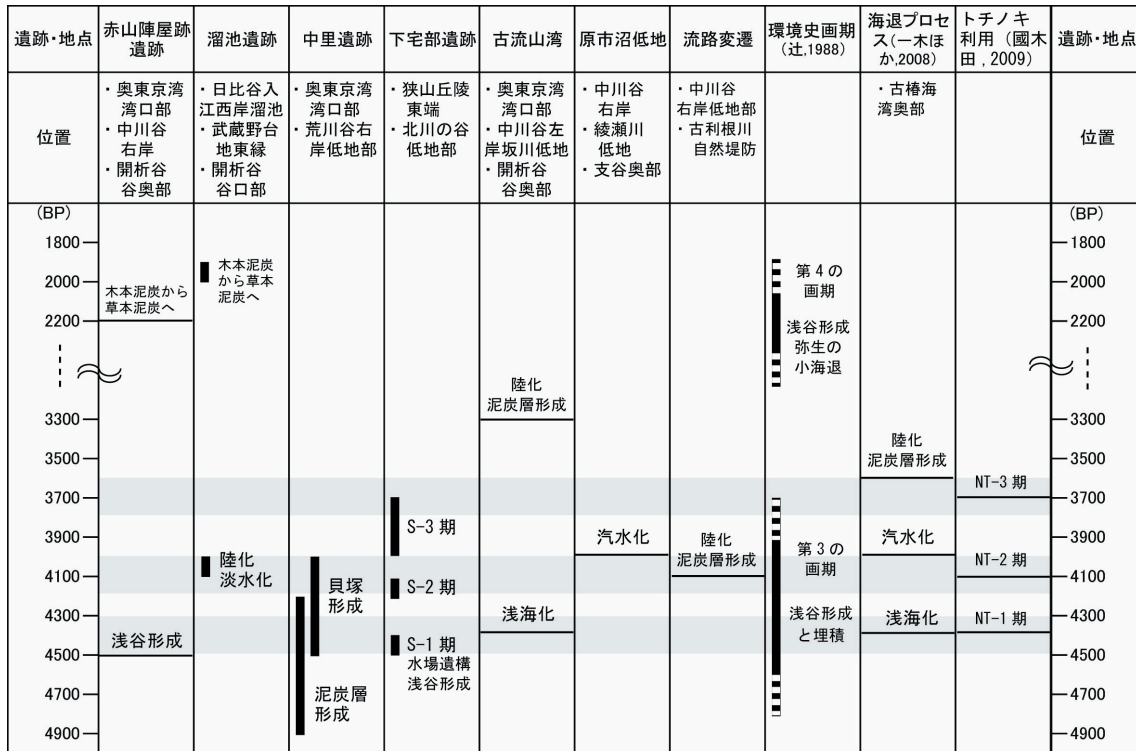 遺跡・地点
赤山陣屋跡
遺跡
溜池遺跡
中里遺跡
下宅部遺跡
古流山湾
原市沼低地
流路変遷
環境史画期
(辻,1988)
海退プロセ
ス(一木ほ
か,2008)
トチノキ
利用（國木
田，2009）
遺跡・地点
位置
・奥東京湾
湾口部
・中川谷
右岸
・開析谷
谷奥部
・日比谷入
江西岸溜池
・武蔵野台
地東縁
・開析谷
谷口部
・奥東京湾
湾口部
・荒川谷右
岸低地部
・狭山丘陵
東端
・北川の谷
低地部
・奥東京湾
湾口部
・中川谷左
岸坂川低地
・開析谷
谷奥部
・中川谷
右岸
・綾瀬川
低地
・支谷奥部
・中川谷
右岸低地部
・古利根川
自然堤防
・古椿海
湾奥部
位置
(BP)
1800
2000
2200
3300
3500
3700
3900
4100
4300
4500
4700
4900
木本泥炭から
草本泥炭へ
浅谷形成
木本泥炭
から草本
泥炭へ
陸化
淡水化
貝塚
形成
泥炭層
形成
S-3 期
S-2 期
S-1 期
水場遺構
浅谷形成
陸化
泥炭層形成
浅海化
汽水化
陸化
泥炭層形成
第4の
画期
浅谷形成
弥生の
小海退
第3の
画期
浅谷形成
と埋積
陸化
泥炭層形成
汽水化
浅海化
NT-3 期
NT-2 期
NT-1 期
(BP)
1800
2000
2200
3300
3500
3700
3900
4100
4300
4500
4700
4900